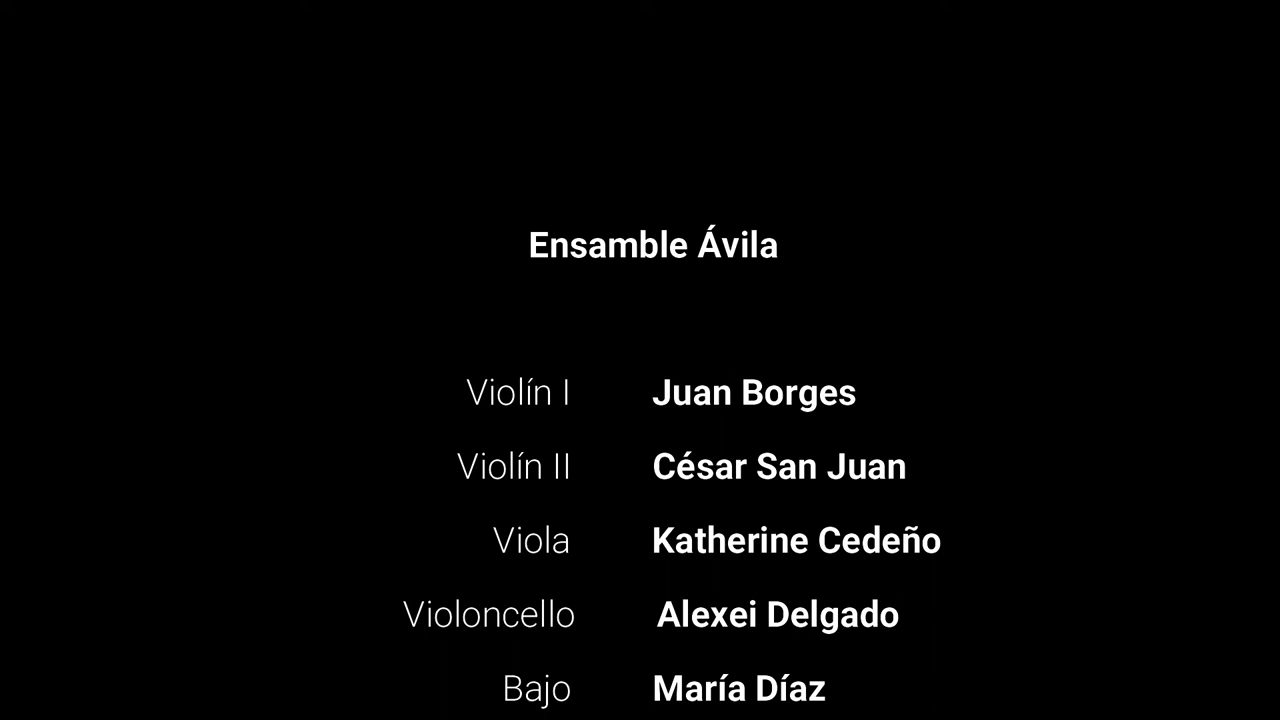 Ensamble Ávila
Violín I Juan Borges
Violín II César San Juan
Viola Katherine Cedeño
Violoncello Alexei Delgado
Bajo María Díaz